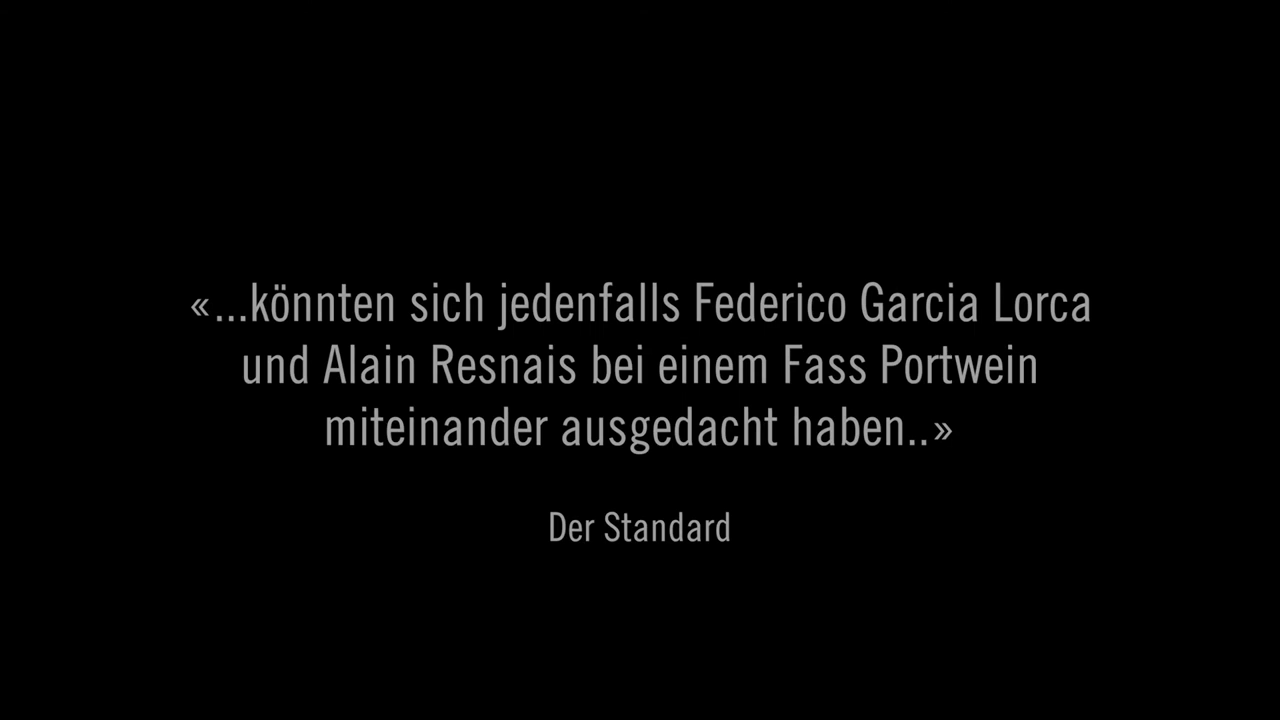 «...könnten sich jedenfalls Federico Garcia Lorca
und Alain Resnais bei einem Fass Portwein
miteinander ausgedacht haben..»
Der Standard